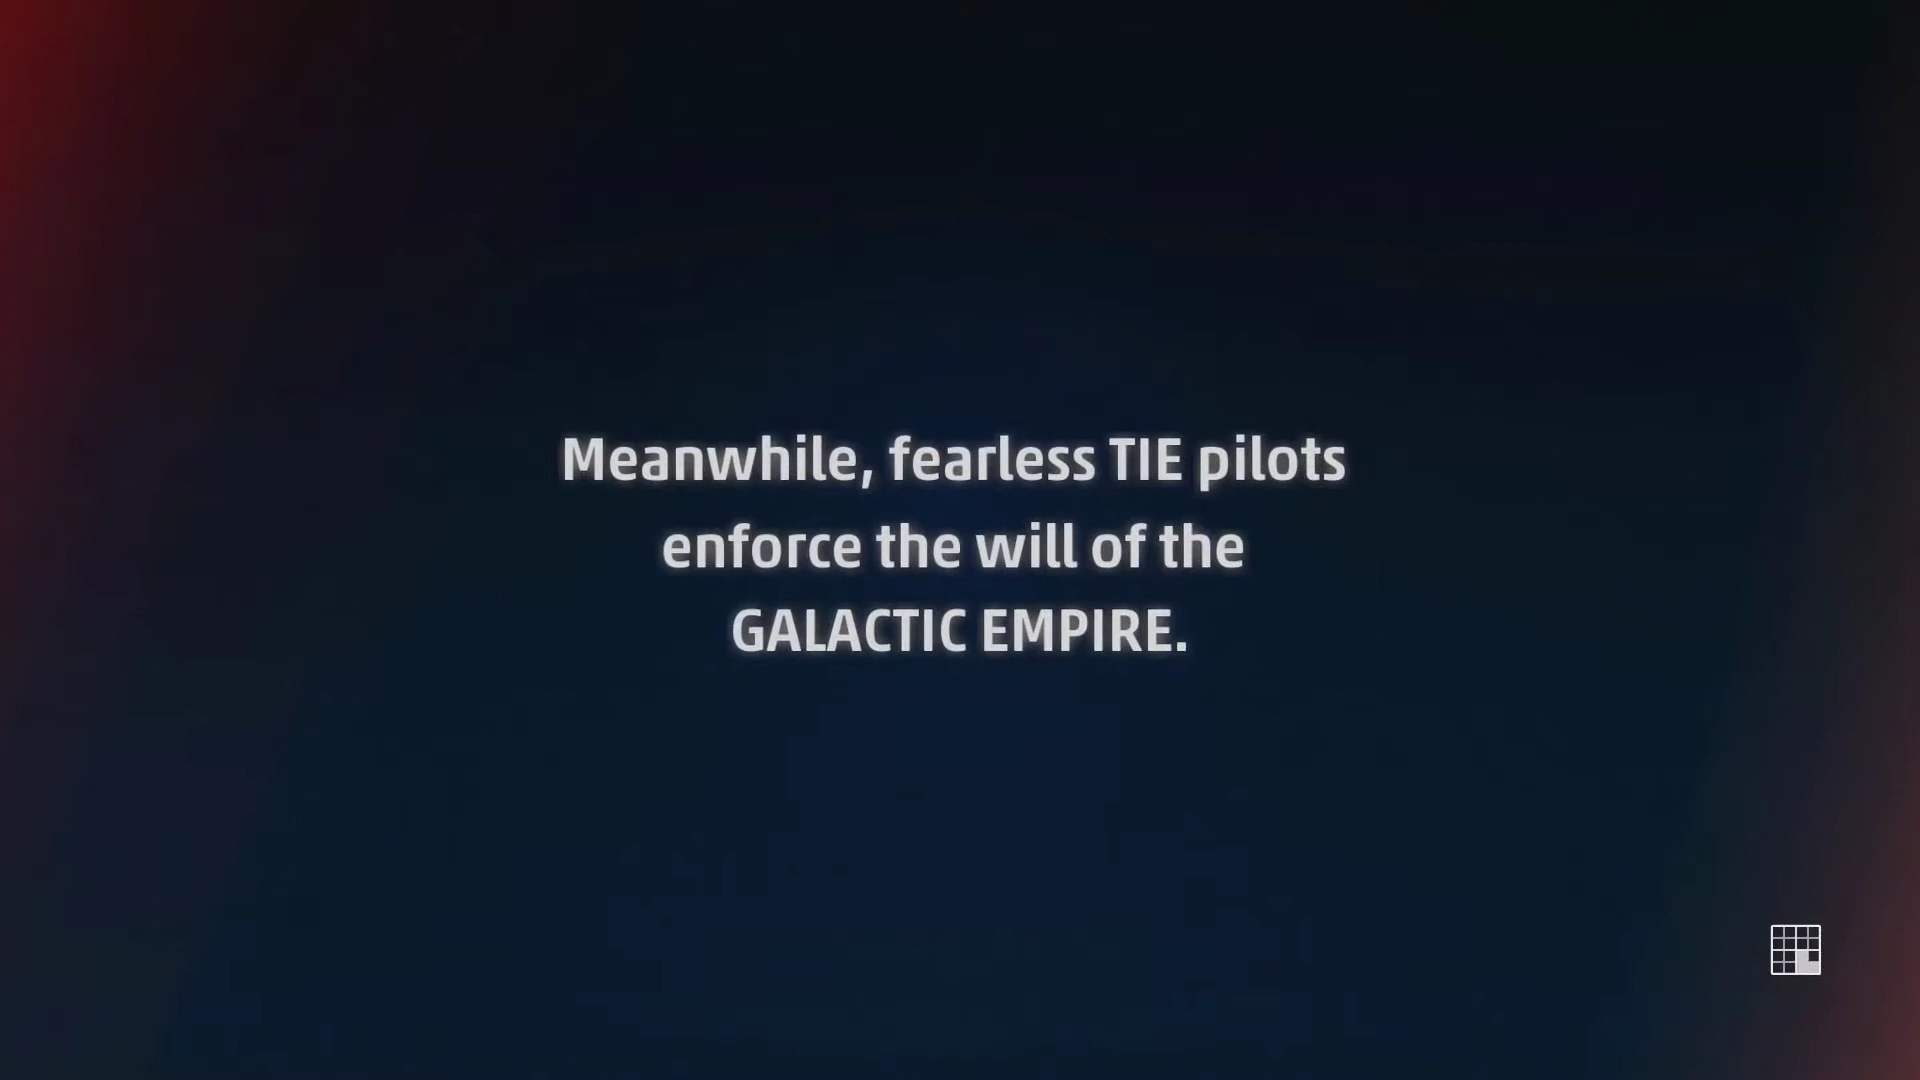 Meanwhile, fearless TIE pilots
enforce the will of the
GALACTIC EMPIRE.